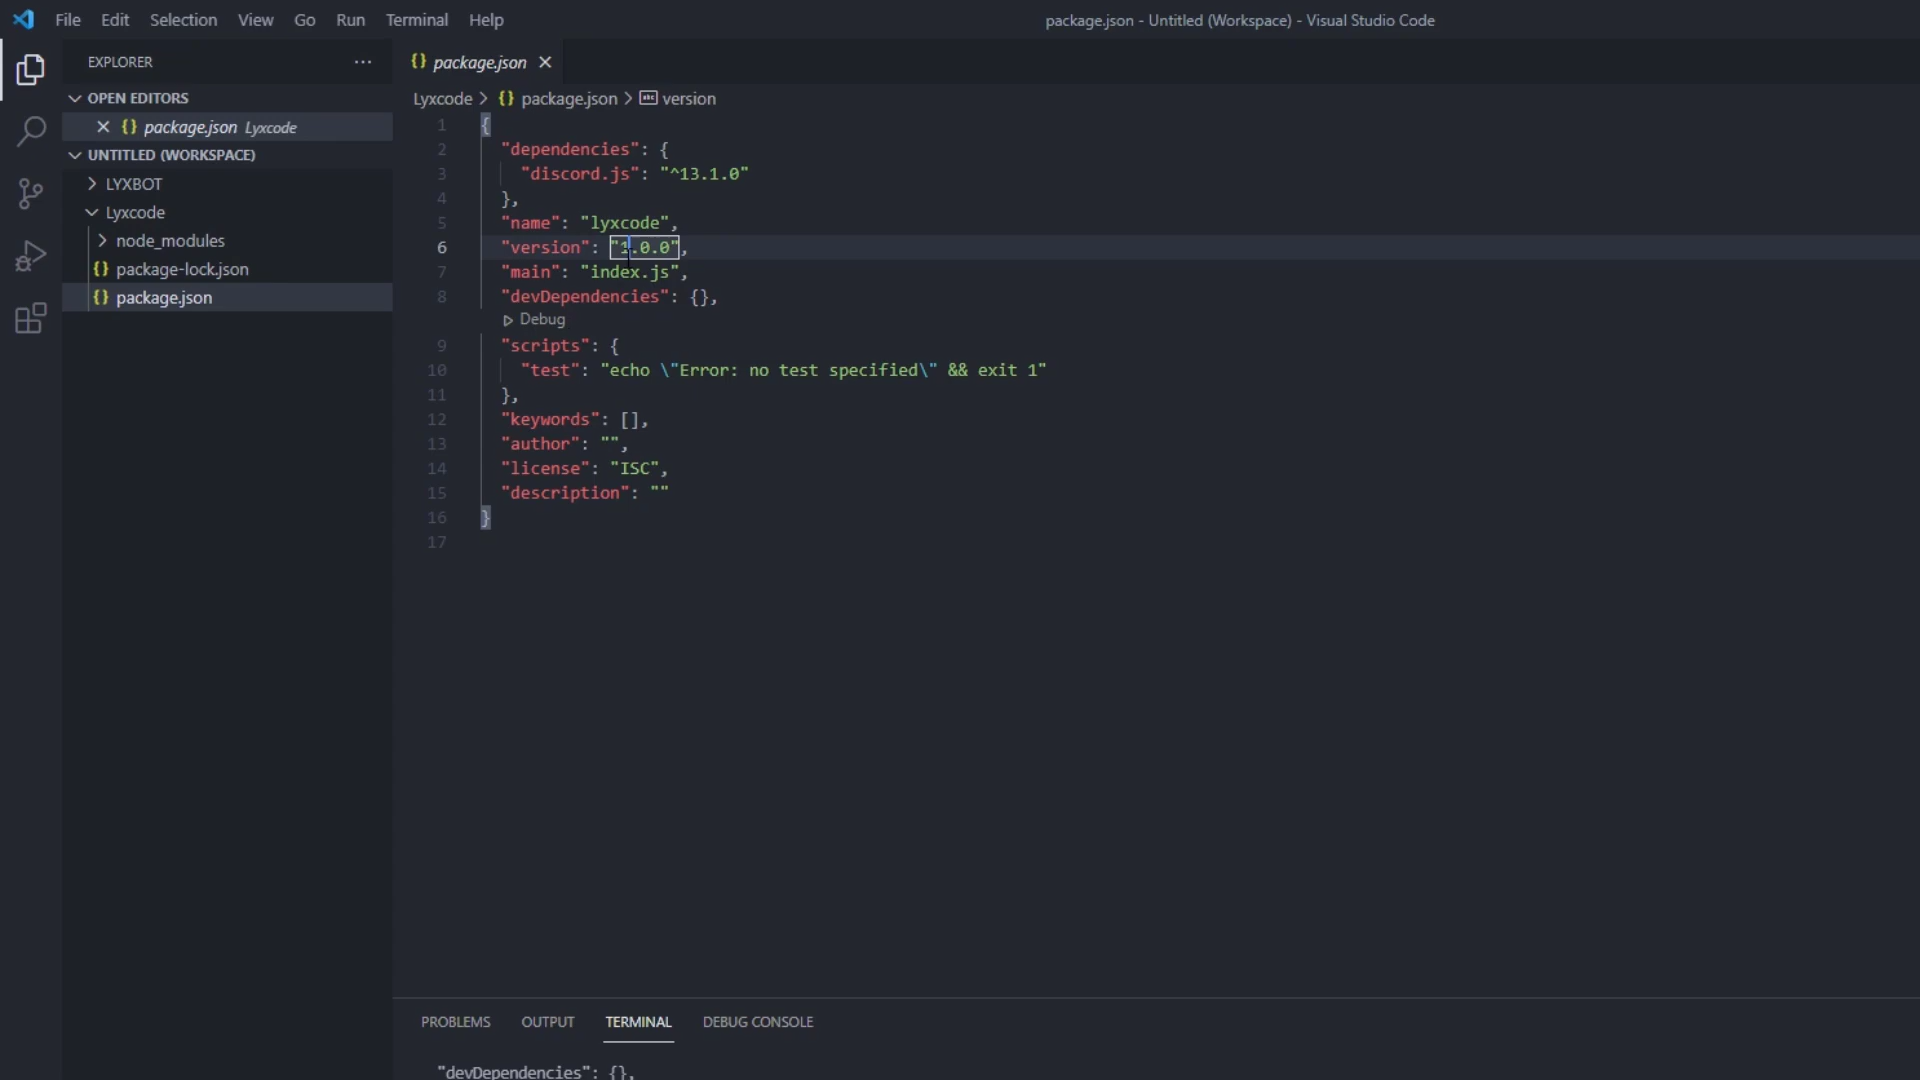 File Edit Selection View Go Run Terminal Help
package.json - Untitled (Workspace) - Visual Studio Code
EXPLORER ...
OPEN EDITORS
{} package.json Lyxcode
UNTITLED (WORKSPACE)
LYXBOT
Lyxcode
node_modules
{} package-lock.json
{} package.json
{} package.json
Lyxcode > {} package.json > abc version
1 {
2 "dependencies": {
3 "discord.js": "^13.1.0"
4 },
5 "name": "lyxcode",
6 "version": "1.0.0",
7 "main": "index.js",
8 "devDependencies": {},
Debug
9 "scripts": {
10 "test": "echo \"Error: no test specified\" && exit 1"
11 },
12 "keywords": [],
13 "author": "",
14 "license": "ISC",
15 "description": ""
16 }
17
PROBLEMS OUTPUT TERMINAL DEBUG CONSOLE
"devDependencies": {},